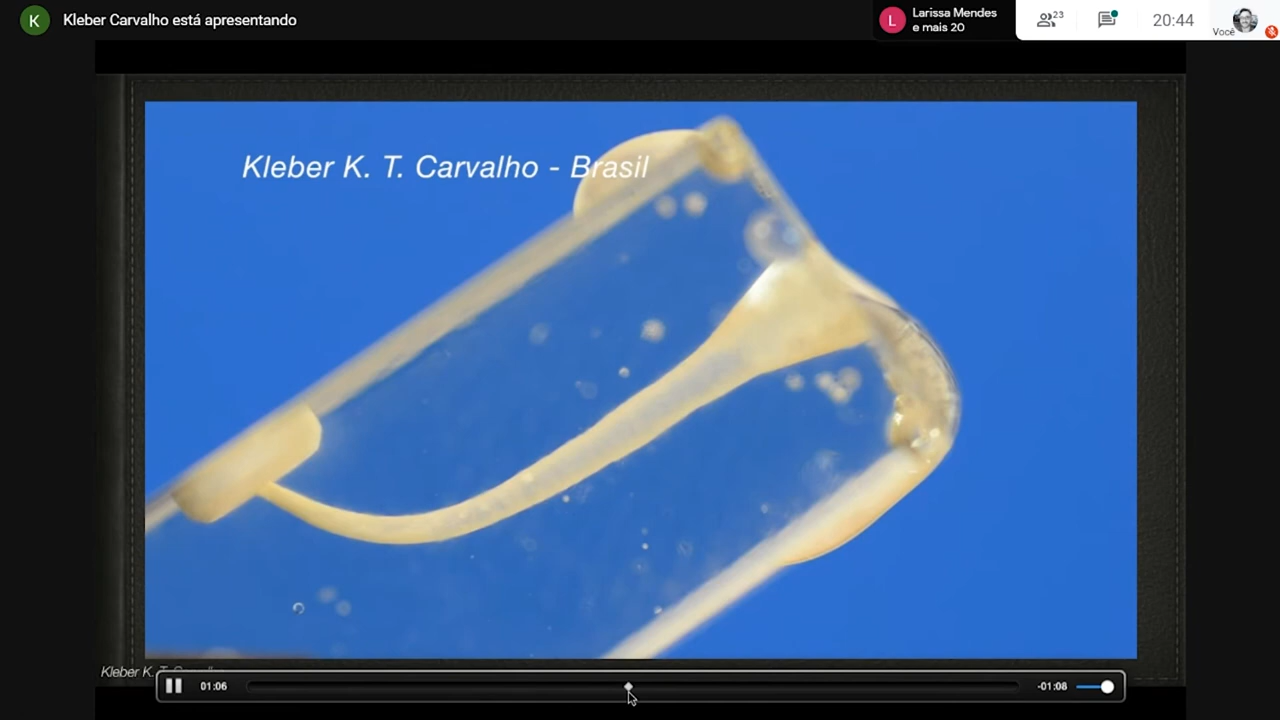 K
Kleber Carvalho está apresentando
L
Larissa Mendes
e mais 20
23
20:44
Você
Kleber K. T. Carvalho - Brasil
Kleber K. T.
01:06
-01:08